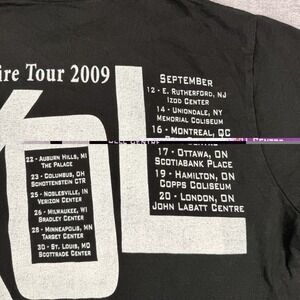 ire Tour 2009
SEPTEMBER
12 - E. RUTHERFORD, NJ
IZOD CENTER
14 - UNIONDALE, NY
MEMORIAL COLISEUM
16 - MONTREAL, QC
BELL CENTRE
17 - OTTAWA, ON
SCOTIABANK PLACE
19 - HAMILTON, ON
COPPS COLISEUM
20 - LONDON, ON
JOHN LABATT CENTRE
22 - AUBURN HILLS, MI
THE PALACE
23 - COLUMBUS, OH
SCHOTTENSTEIN CTR
25 - NOBLESVILLE, IN
VERIZON CENTER
26 - MILWAUKEE, WI
BRADLEY CENTER
28 - MINNEAPOLIS, MN
TARGET CENTER
30 - ST. LOUIS, MO
SCOTTRADE CENTER
OL